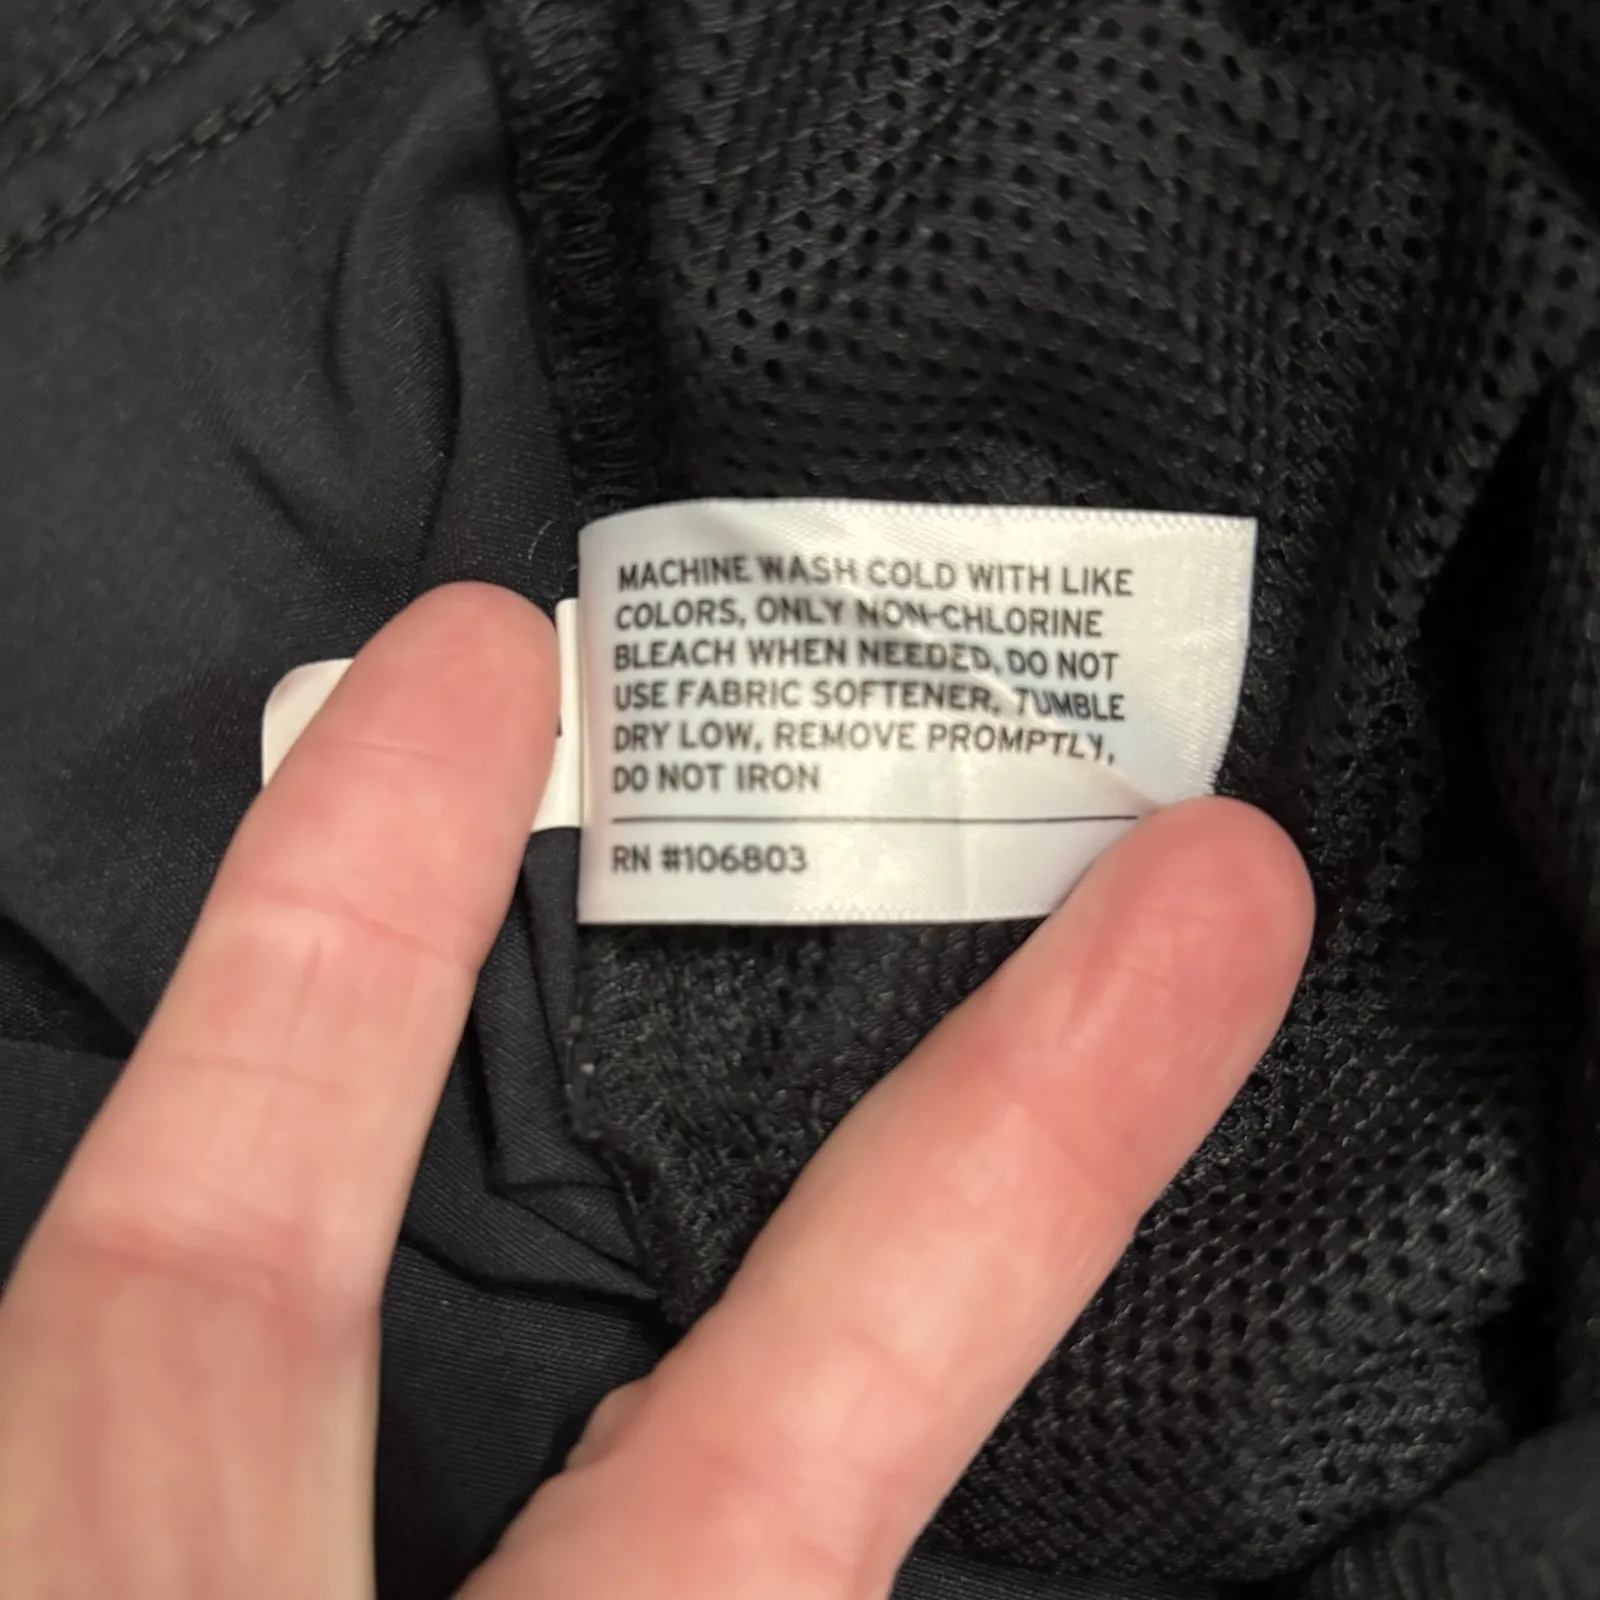 MACHINE WASH COLD WITH LIKE
COLORS, ONLY NON-CHLORINE
BLEACH WHEN NEEDED, DO NOT
USE FABRIC SOFTENER, TUMBLE
DRY LOW, REMOVE PROMPTLY,
DO NOT IRON
RN #106803